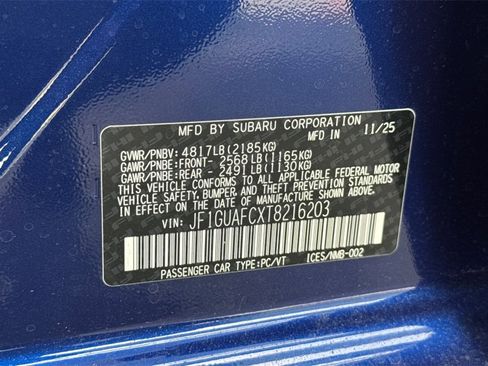 MFD BY SUBARU CORPORATION
PROD IN 11/25
GVWR/PNBV: 4817LB(2185KG)
GAWR/PNBE:FRONT- 2568LB(1165KG)
GAWR/PNBE:REAR - 2491LB(1130KG)
THIS VEHICLE CONFORMS TO ALL APPLICABLE FEDERAL MOTOR
VEHICLE SAFETY, BUMPER AND THEFT PREVENTION STANDARDS
IN EFFECT ON THE DATE OF MANUFACTURE SHOWN ABOVE.
VIN: JF1GUAFCXT8216203
PASSENGER CAR TYPE:PC/VT ICES/NMB-002